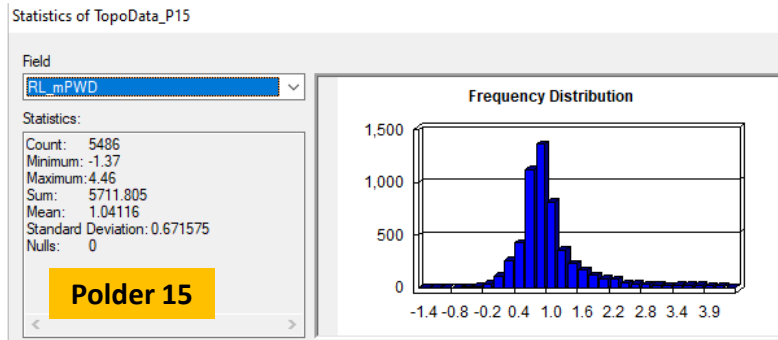 Statistics of TopoData_P15
Field
RL_mPWD
Statistics:
Count: 5486
Minimum: -1.37
Maximum: 4.46
Sum: 5711.805
Mean: 1.04116
Standard Deviation: 0.671575
Nulls: 0
Polder 15
Frequency Distribution
1,500
1,000
500
0
-1.4 -0.8 -0.2 0.4 1.0 1.6 2.2 2.8 3.4 3.9